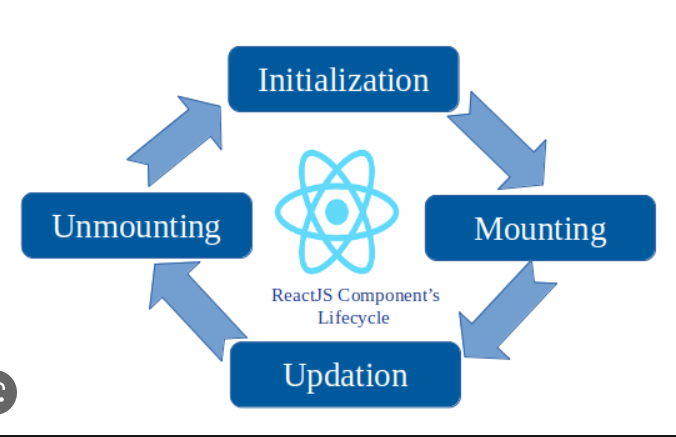 Initialization
Unmounting
Mounting
ReactJS Component’s
Lifecycle
Updation